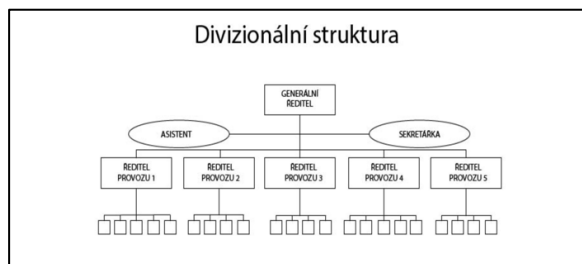 Divizionální struktura
GENERÁLNÍ
ŘEDITEL
ASISTENT
SEKRETÁŘKA
ŘEDITEL
PROVOZU 1
ŘEDITEL
PROVOZU 2
ŘEDITEL
PROVOZU 3
ŘEDITEL
PROVOZU 4
ŘEDITEL
PROVOZU 5